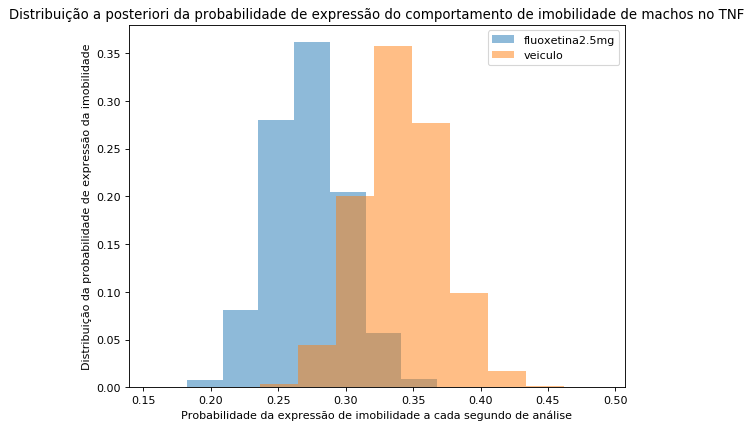 Distribuição a posteriori da probabilidade de expressão do comportamento de imobilidade de machos no TNF
fluoxetina2.5mg
veiculo
Distribuição da probabilidade de expressão da imobilidade
0.35
0.30
0.25
0.20
0.15
0.10
0.05
0.00
0.15 0.20 0.25 0.30 0.35 0.40 0.45 0.50
Probabilidade da expressão de imobilidade a cada segundo de análise